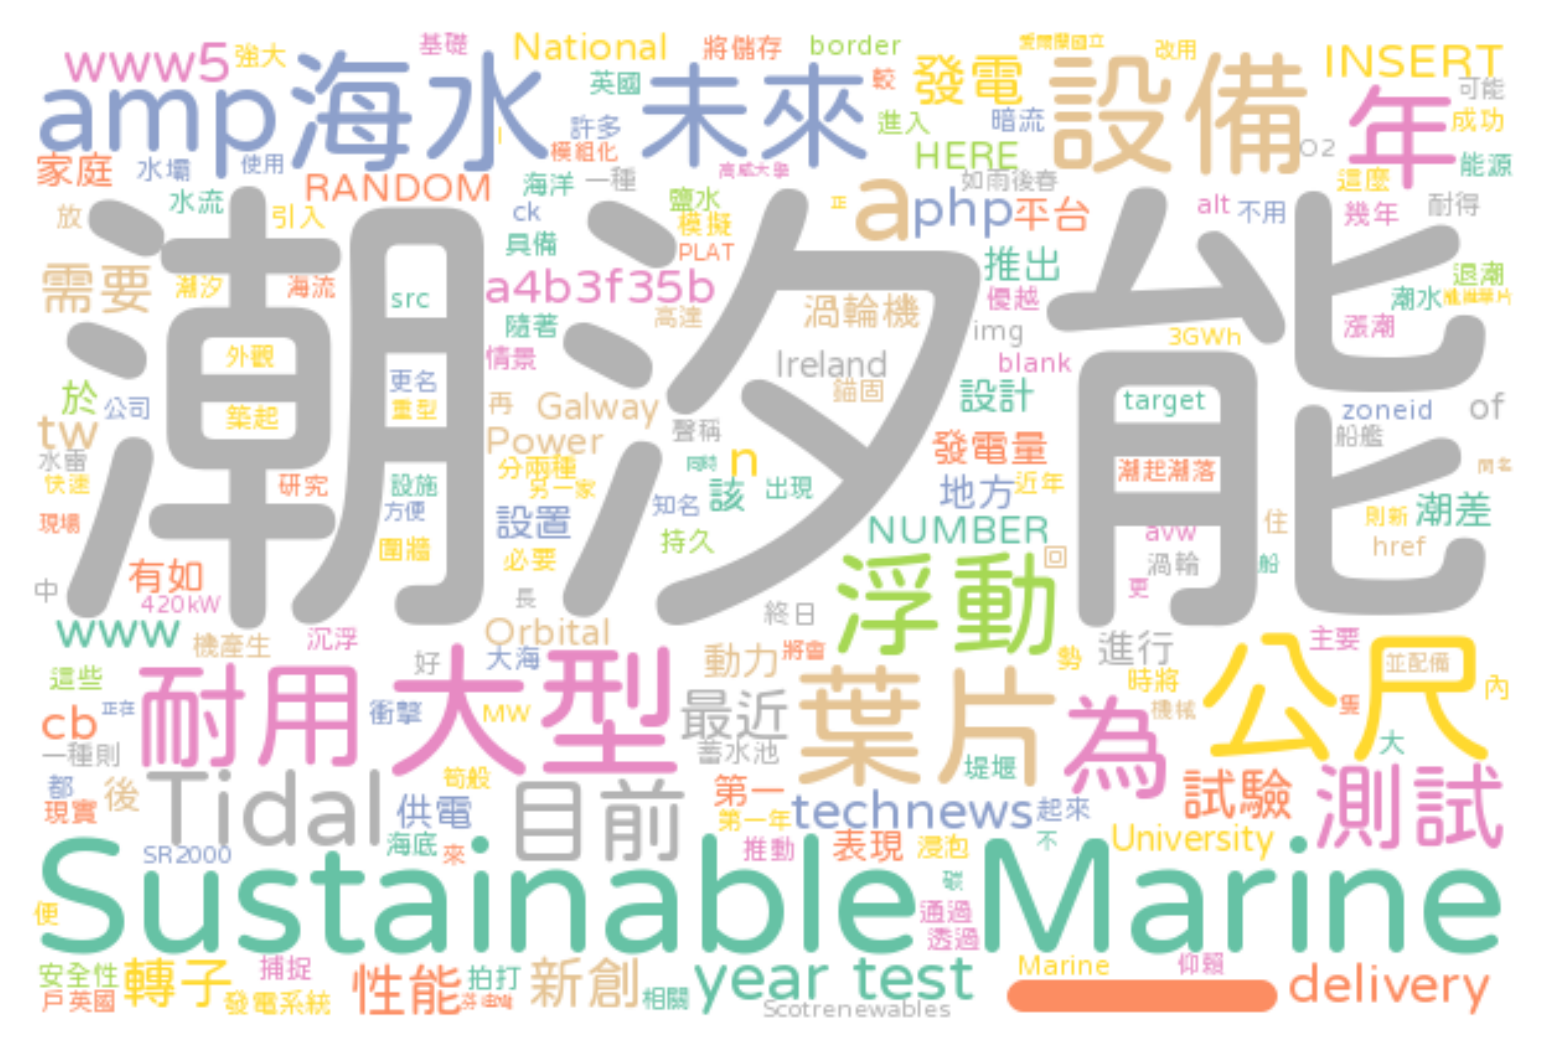 www5 強大 基礎 National 將儲存 border 發電 愛爾蘭國立 改用 INSERT
amp 海水 英國 未來 較 設備 年 可能
許多 進入 暗流 成功
家庭 水壩 使用 模組化 高威大學 HERE O2 能源
RANDOM 海洋 一種 如雨後春 這麼
放 水流 引入 ck 鹽水 正 a php 平台 alt 不用 幾年 耐得
潮汐能
具備 模擬 PLAT
需要 潮汐 海流 src a4b3f35b 推出 退潮
隨著 高達 渦輪機 優越 潮水 碳纖葉片
外觀 情景 img 3GWh 漲潮
Ireland blank
於 公司 更名 再 Galway 錨固 設計 target zoneid of
築起 重型
tw Power 聲稱 發電量 船艦
水雷 分兩種 同時 n 潮起潮落 同名
快速 研究 設施 另一家 該 出現 地方 近年
現場 方便 設置 知名 NUMBER 住 則新 潮差
圍牆 必要 持久 avw href
中 有如 浮動 回 渦輪 船
420kW 長 終日 更
www 機產生 沉浮 Orbital 進行 主要
這些 好 大海 動力 將會 勢 時將 公尺 並配備 內
耐用 大型 最近 葉片 為
cb 正在 衝擊 MW 機械 隻
一種則 蓄水池 堤堰 大
都 後 Tidal 筍般 目前 第一 試驗 測試
現實 供電 第一年 technews 起來
SR2000 海底 來 推動 表現 浸泡 不 University
Sustainable Marine
便 碳 通過
透過
安全性 轉子 捕捉 性能 拍打 新創 year test Marine 仰賴 delivery
戶英國 發電系統 相關 Scotrenewables